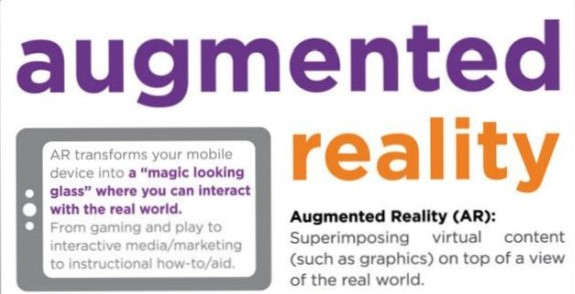 augmented
reality
AR transforms your mobile
device into a “magic looking
glass” where you can interact
with the real world.
From gaming and play to
interactive media/marketing
to instructional how-to/aid.
Augmented Reality (AR):
Superimposing virtual content
(such as graphics) on top of a view
of the real world.